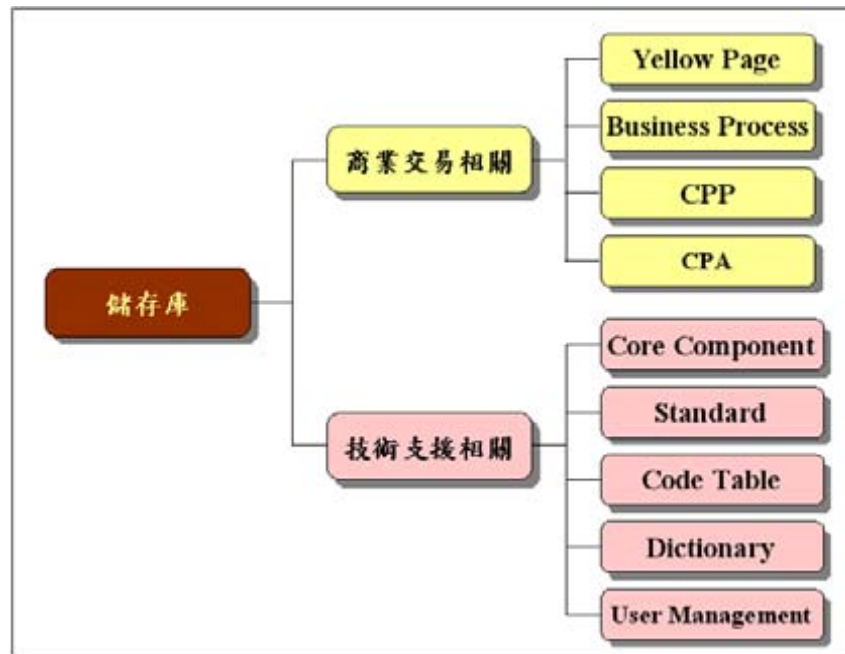 儲存庫
商業交易相關
Yellow Page
Business Process
CPP
CPA
技術支援相關
Core Component
Standard
Code Table
Dictionary
User Management